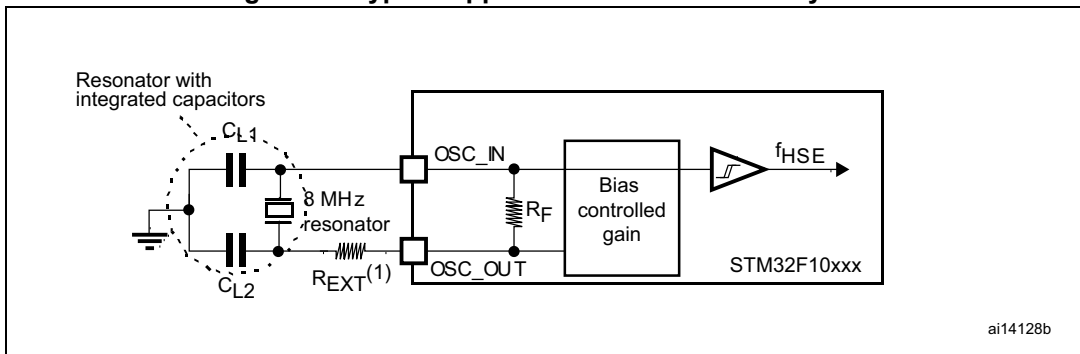 Resonator with
integrated capacitors
CL1
OSC_IN
fHSE
8 MHz
resonator
RF
Bias
controlled
gain
STM32F10xxx
OSC_OUT
REXT(1)
CL2
ai14128b